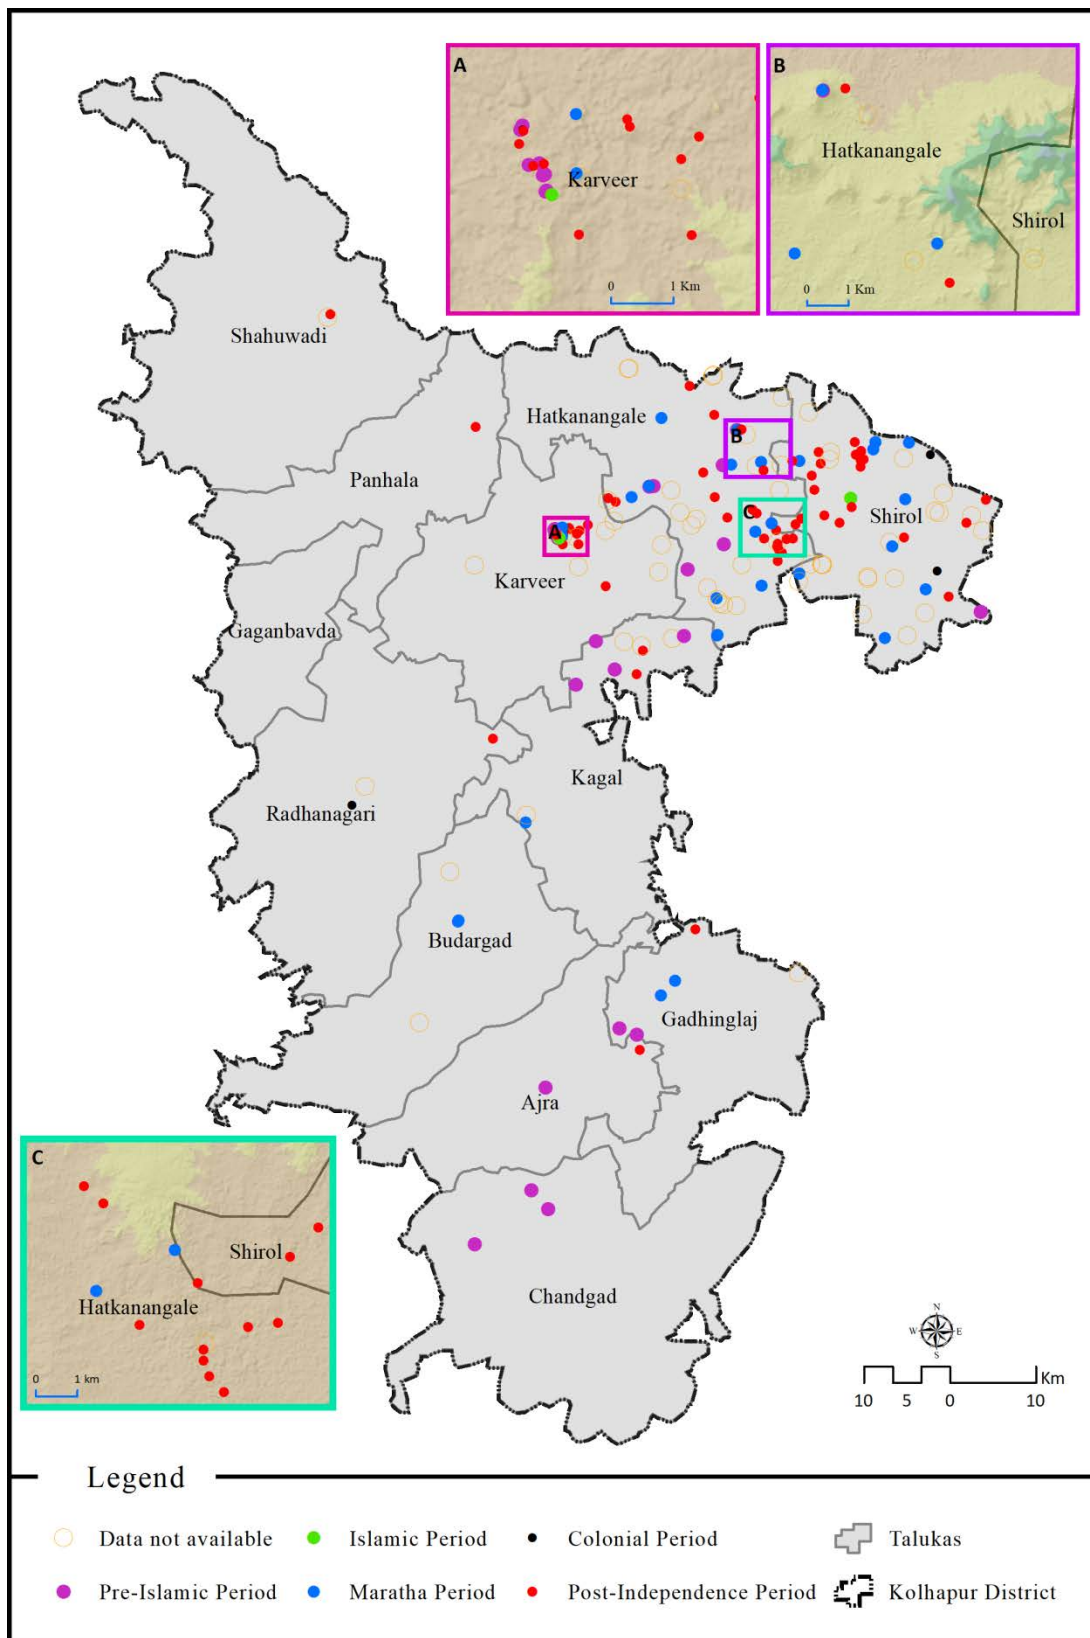 A
Karveer
0 1 Km
B
Hatkanangale
Shirol
0 1 Km
Shahuwadi
Hatkanangale
B
Panhala
C
Shirol
A
Karveer
Gaganbavda
Kagal
Radhanagari
Budargad
Gadhinglaj
Ajra
C
Shirol
Hatkanangale
0 1 km
Chandgad
N
W E
S
Km
10 5 0 10
Legend
Data not available
Islamic Period
Colonial Period
Talukas
Pre-Islamic Period
Maratha Period
Post-Independence Period
Kolhapur District